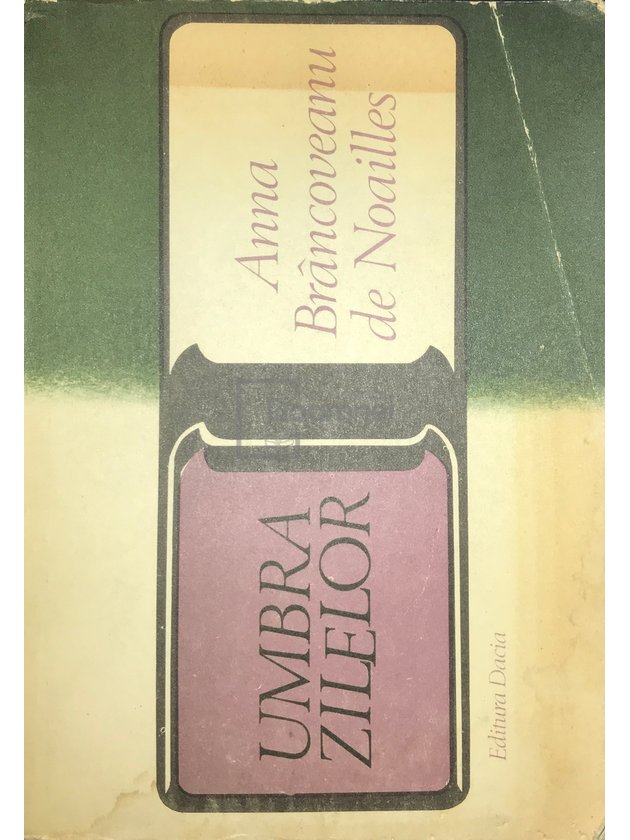 Anna
Brâncoveanu
de Noailles
UMBRA
ZILELOR
Editura Dacia